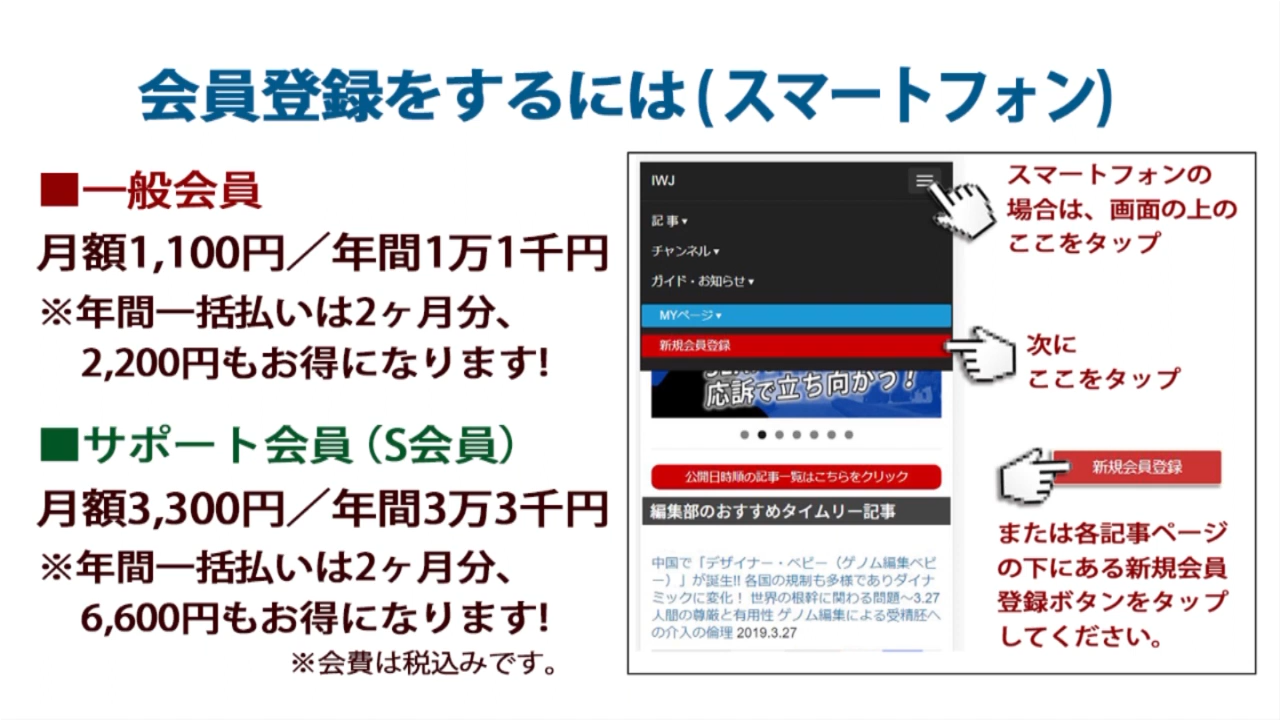 会員登録をするには(スマートフォン)
■一般会員
月額1,100円／年間1万1千円
※年間一括払いは2ヶ月分、
2,200円もお得になります!
■サポート会員（S会員）
月額3,300円／年間3万3千円
※年間一括払いは2ヶ月分、
6,600円もお得になります!
※会費は税込みです。
IWJ
記事▾
チャンネル▾
ガイド・お知らせ▾
MYページ▾
新規会員登録
応訴で立ち向かう！
公開日時順の記事一覧はこちらをクリック
編集部のおすすめタイムリー記事
中国で「デザイナー・ベビー（ゲノム編集ベビ
ー）」が誕生!! 各国の規制も多様でありダイナ
ミックに変化！ 世界の根幹に関わる問題～3.27
人間の尊厳と有用性 ゲノム編集による受精胚へ
の介入の倫理 2019.3.27
スマートフォンの
場合は、画面の上の
ここをタップ
次に
ここをタップ
新規会員登録
または各記事ページ
の下にある新規会員
登録ボタンをタップ
してください。